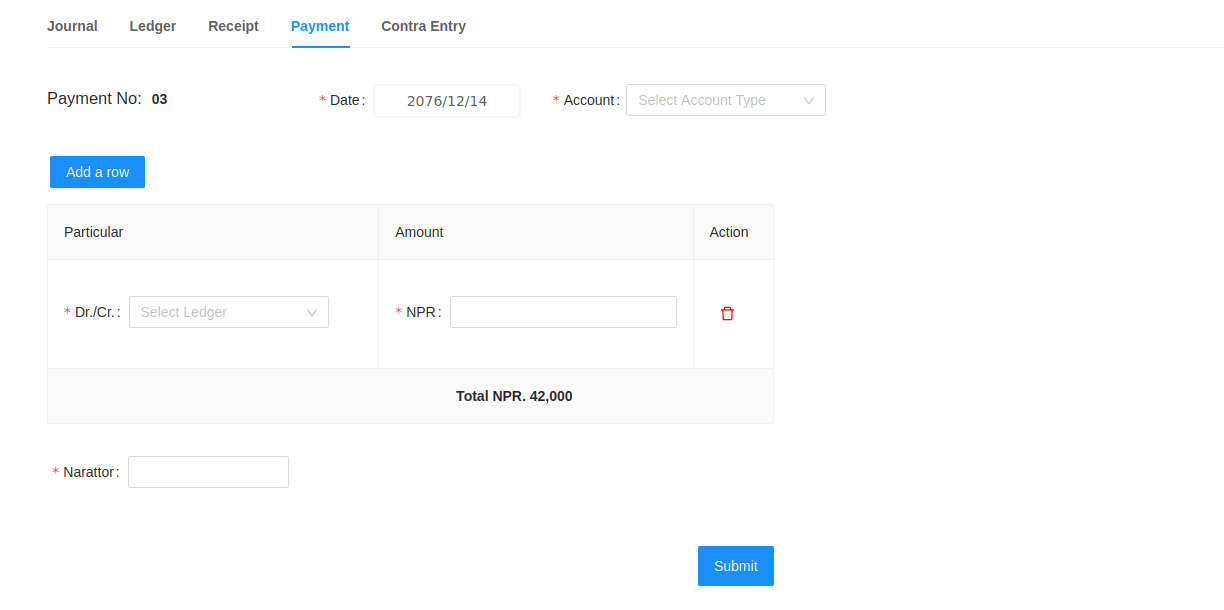 Journal Ledger Receipt Payment Contra Entry
Payment No: 03 * Date: 2076/12/14 * Account: Select Account Type
Add a row
Particular Amount Action
* Dr./Cr.: Select Ledger * NPR:
Total NPR. 42,000
* Narattor:
Submit